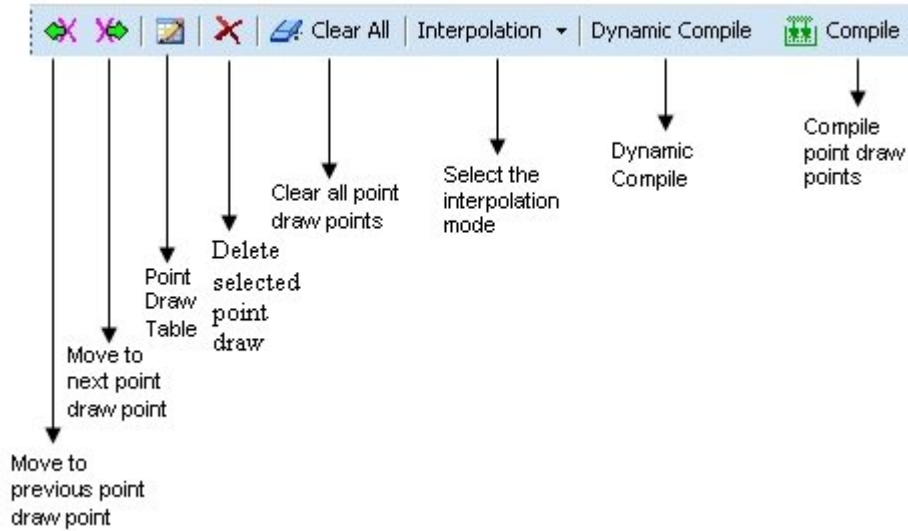 Clear All
Interpolation
Dynamic Compile
Compile
Compile
point draw
points
Dynamic
Compile
Select the
interpolation
mode
Clear all point
draw points
Delete
selected
point
draw
Point
Draw
Table
Move to
next point
draw point
Move to
previous point
draw point